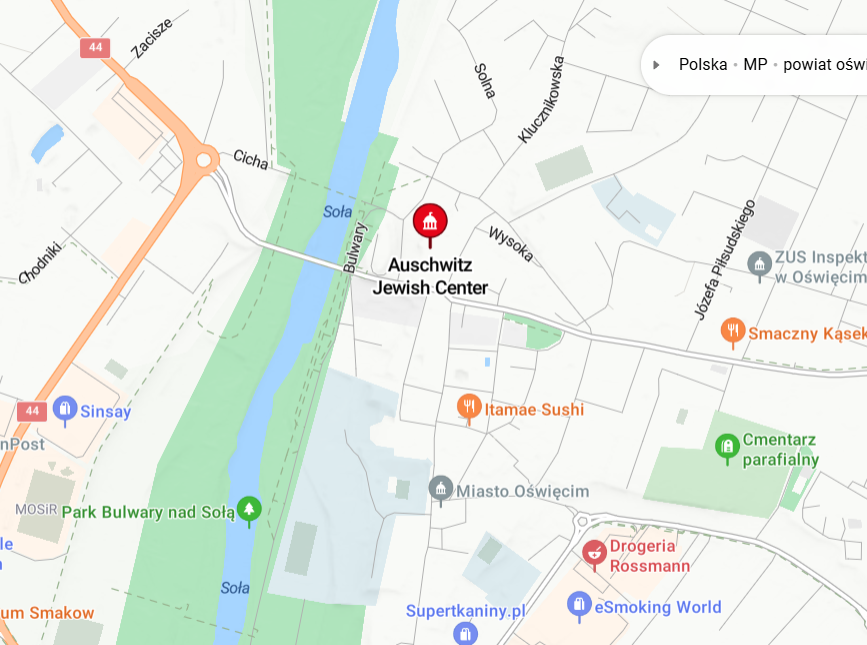 Zacisze
44
Solna
Klucznikowska
Polska • MP • powiat oświ
Cicha
Soła
Bulwary
Wysoka
Auschwitz
Jewish Center
Chodniki
Józefa Piłsudskiego
ZUS Inspekt
w Oświęcim
Smaczny Kąsek
44
Sinsay
Itamae Sushi
nPost
Cmentarz
parafialny
Miasto Oświęcim
MOSiR
Park Bulwary nad Sołą
le
Drogeria
Rossmann
Soła
um Smakow
Supertkaniny.pl
eSmoking World